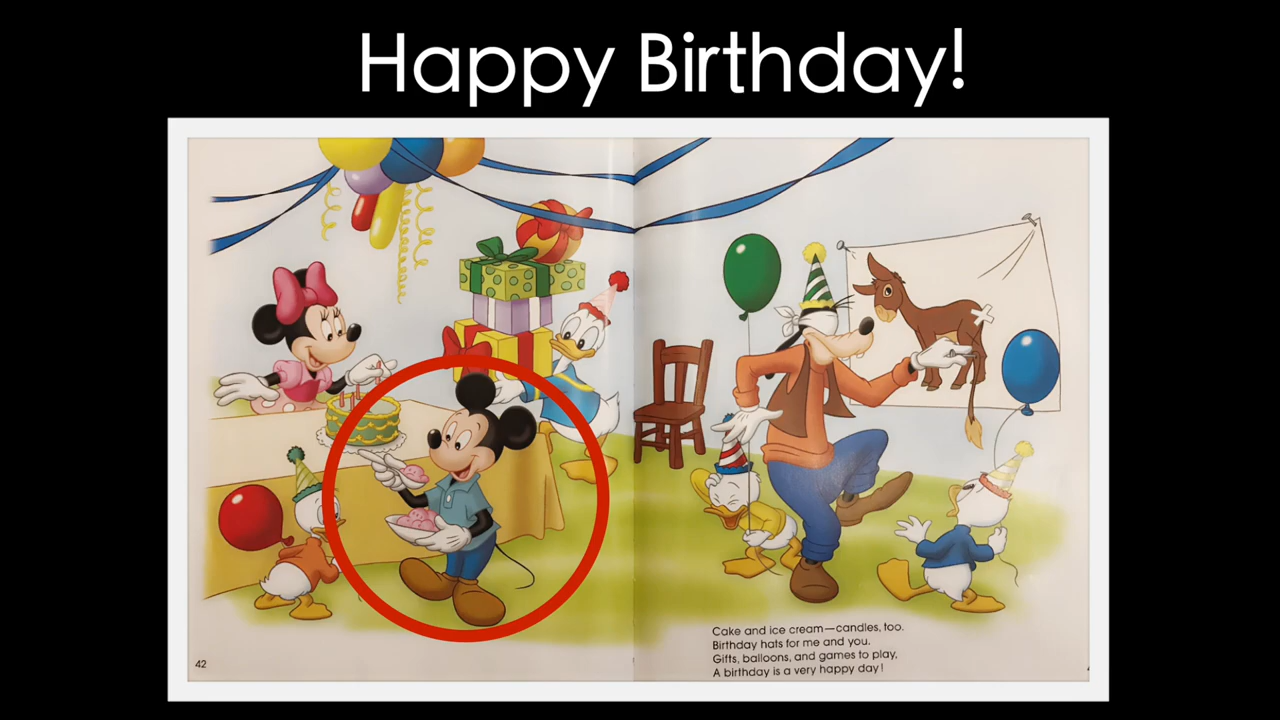 Happy Birthday!
Cake and ice cream—candles, too.
Birthday hats for me and you.
Gifts, balloons, and games to play,
A birthday is a very happy day!
42